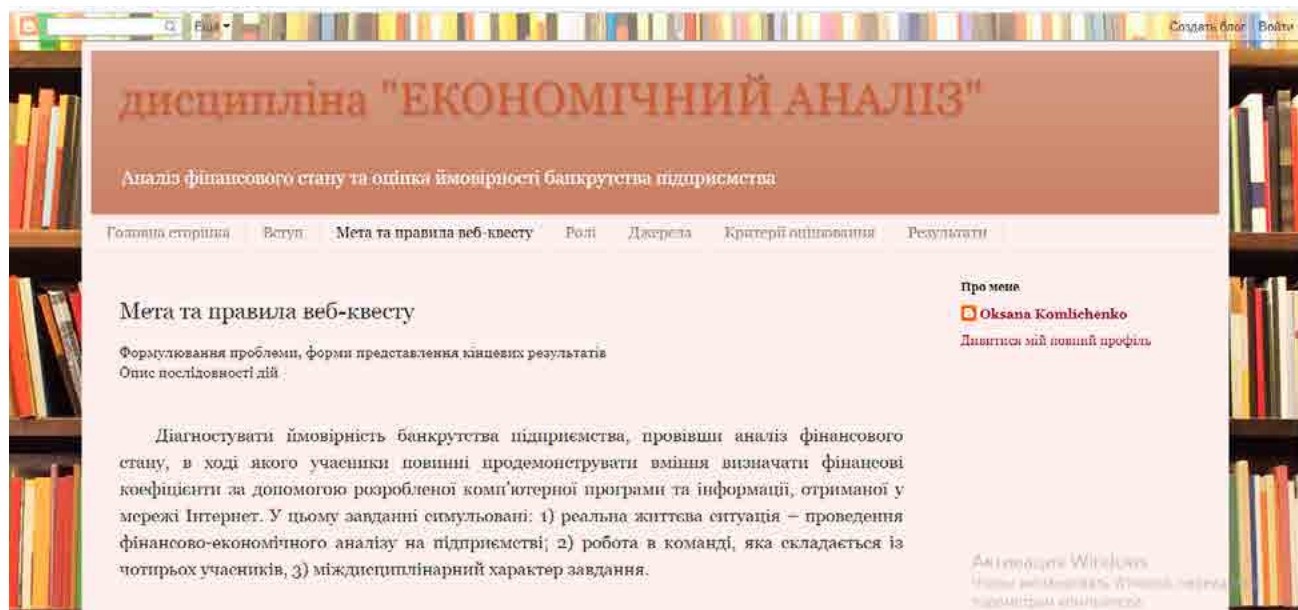 Ещё
Создать блог Войти
дисципліна "ЕКОНОМІЧНИЙ АНАЛІЗ"
Аналіз фінансового стану та оцінка ймовірності банкрутства підприємства
Головна сторінка Вступ Мета та правила веб-квесту Ролі Джерела Критерії оцінювання Результати
Мета та правила веб-квесту
Формулювання проблеми, форми представлення кінцевих результатів
Опис послідовності дій
Діагностувати ймовірність банкрутства підприємства, провівши аналіз фінансового
стану, в ході якого учасники повинні продемонструвати вміння визначати фінансові
коефіцієнти за допомогою розробленої комп'ютерної програми та інформації, отриманої у
мережі Інтернет. У цьому завданні симульовані: 1) реальна життєва ситуація – проведення
фінансово-економічного аналізу на підприємстві; 2) робота в команді, яка складається із
чотирьох учасників, 3) міждисциплінарний характер завдання.
Про мене
Oksana Komlichenko
Дивитися мій повний профіль
Активация Windows